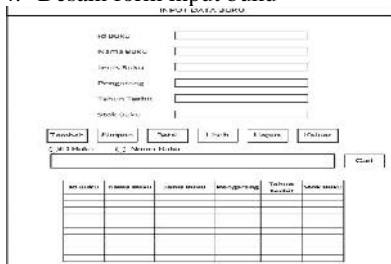 4. Desain form input buku
INPUT DATA BUKU
Id Buku
Nama Buku
Jenis Buku
Pengarang
Tahun Terbit
Stok Buku
Tambah Simpan Batal Ubah Hapus Keluar
ID Buku Nama Buku
Cari
Id Buku Nama Buku Jenis Buku Pengarang Tahun Terbit Stok Buku